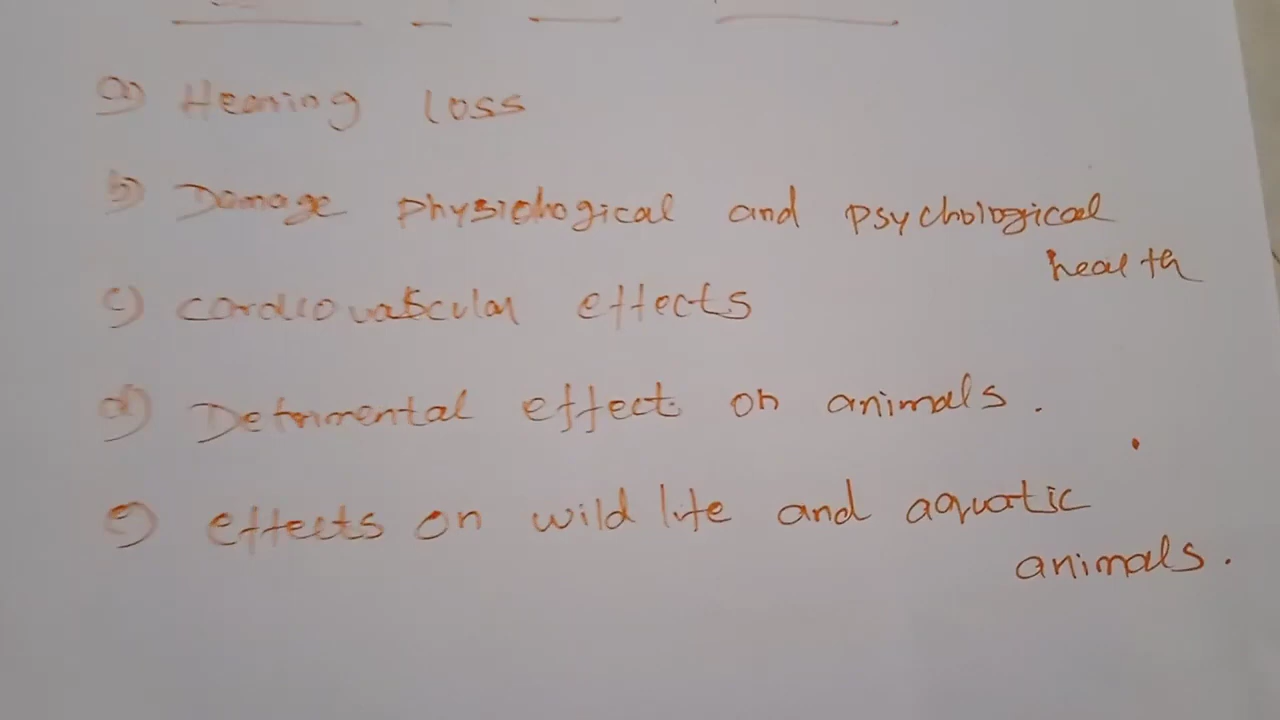 a) Hearing loss
b) Damage physiological and psychological
health
c) cardiovascular effects
d) Detrimental effect on animals.
e) effects on wild life and aquatic
animals.